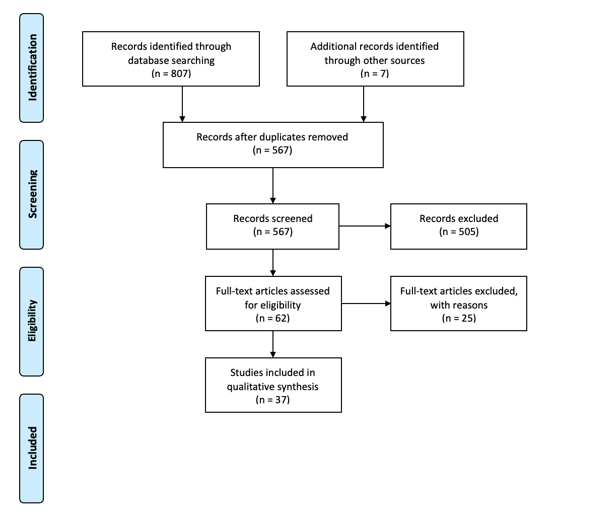 Identification
Records identified through
database searching
(n = 807)
Additional records identified
through other sources
(n = 7)
Records after duplicates removed
(n = 567)
Screening
Records screened
(n = 567)
Records excluded
(n = 505)
Eligibility
Full-text articles assessed
for eligibility
(n = 62)
Full-text articles excluded,
with reasons
(n = 25)
Studies included in
qualitative synthesis
(n = 37)
Included